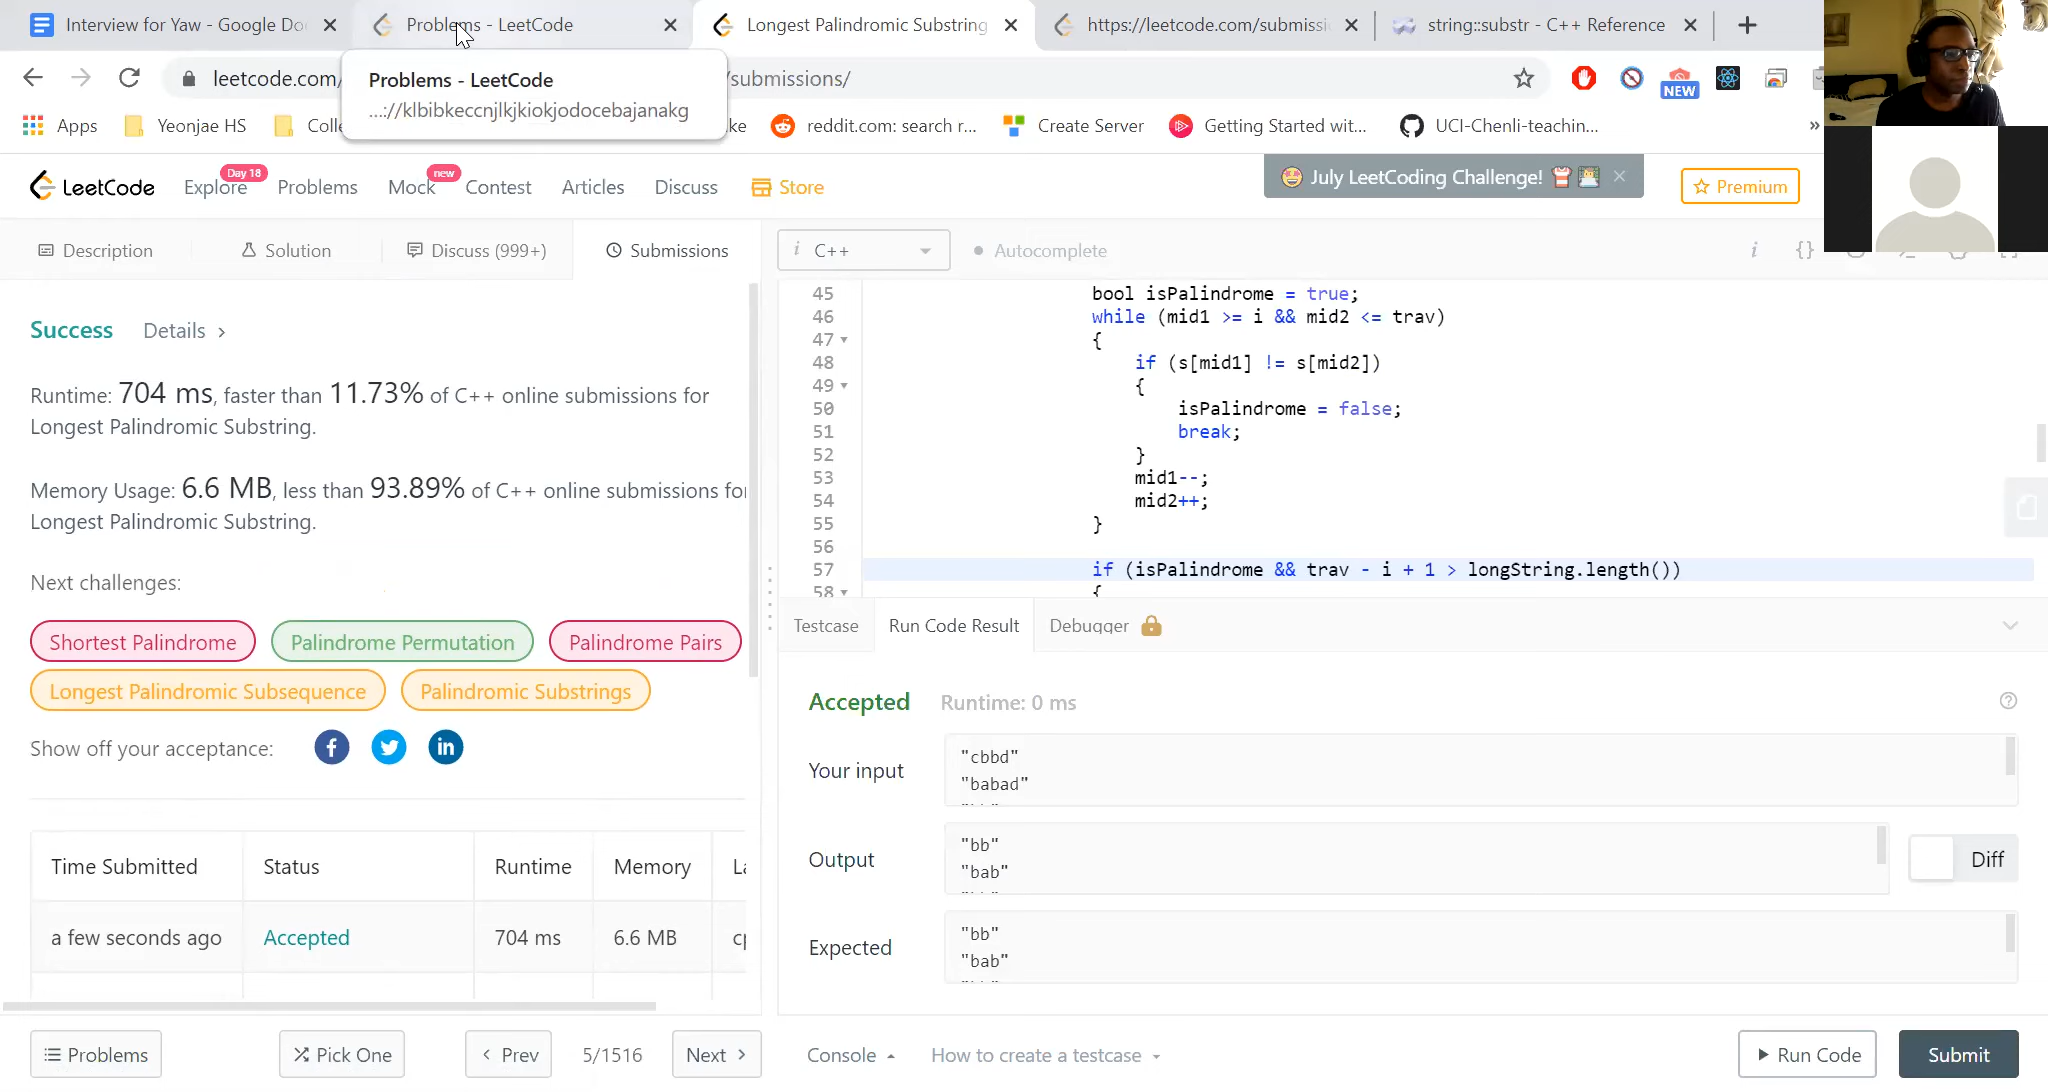 Interview for Yaw - Google Do
Problems - LeetCode
Longest Palindromic Substring
https://leetcode.com/submissi
string::substr - C++ Reference
leetcode.com/
/submissions/
Problems - LeetCode
...://klbibkeccnjlkjkiokjodocebajanakg
NEW
Apps
Yeonjae HS
Colle
ke
reddit.com: search r...
Create Server
Getting Started wit...
UCI-Chenli-teachin...
»
LeetCode
Explore
Day 18
Problems
Mock
new
Contest
Articles
Discuss
Store
July LeetCoding Challenge!
Premium
Description
Solution
Discuss (999+)
Submissions
i C++
Autocomplete
i {}
Success
Details >
Runtime: 704 ms, faster than 11.73% of C++ online submissions for
Longest Palindromic Substring.
Memory Usage: 6.6 MB, less than 93.89% of C++ online submissions for
Longest Palindromic Substring.
Next challenges:
Shortest Palindrome
Palindrome Permutation
Palindrome Pairs
Longest Palindromic Subsequence
Palindromic Substrings
Show off your acceptance:
Time Submitted
Status
Runtime
Memory
La
a few seconds ago
Accepted
704 ms
6.6 MB
cp
45 bool isPalindrome = true;
46 while (mid1 >= i && mid2 <= trav)
47 {
48 if (s[mid1] != s[mid2])
49 {
50 isPalindrome = false;
51 break;
52 }
53 mid1--;
54 mid2++;
55 }
56
57 if (isPalindrome && trav - i + 1 > longString.length())
58 {
Testcase
Run Code Result
Debugger
Accepted
Runtime: 0 ms
Your input
"cbbd"
"babad"
Output
"bb"
"bab"
Diff
Expected
"bb"
"bab"
Problems
Pick One
< Prev
5/1516
Next >
Console
How to create a testcase
Run Code
Submit